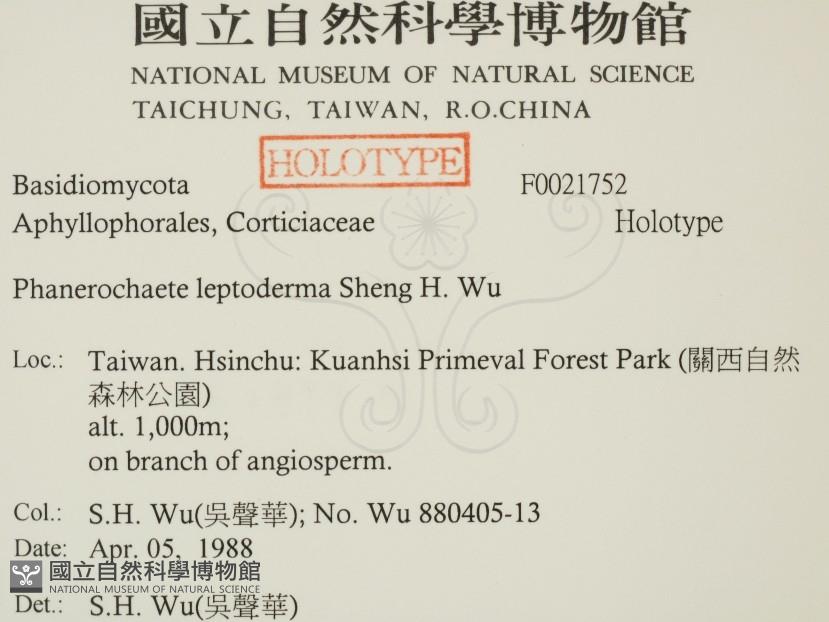 國立自然科學博物館
NATIONAL MUSEUM OF NATURAL SCIENCE
TAICHUNG, TAIWAN, R.O.CHINA
HOLOTYPE
Basidiomycota F0021752
Aphyllophorales, Corticiaceae Holotype
Phanerochaete leptoderma Sheng H. Wu
Loc.: Taiwan. Hsinchu: Kuanhsi Primeval Forest Park (關西自然
森林公園)
alt. 1,000m;
on branch of angiosperm.
Col.: S.H. Wu(吳聲華); No. Wu 880405-13
Date: Apr. 05, 1988
國立自然科學博物館
NATIONAL MUSEUM OF NATURAL SCIENCE
Det.: S.H. Wu(吳聲華)